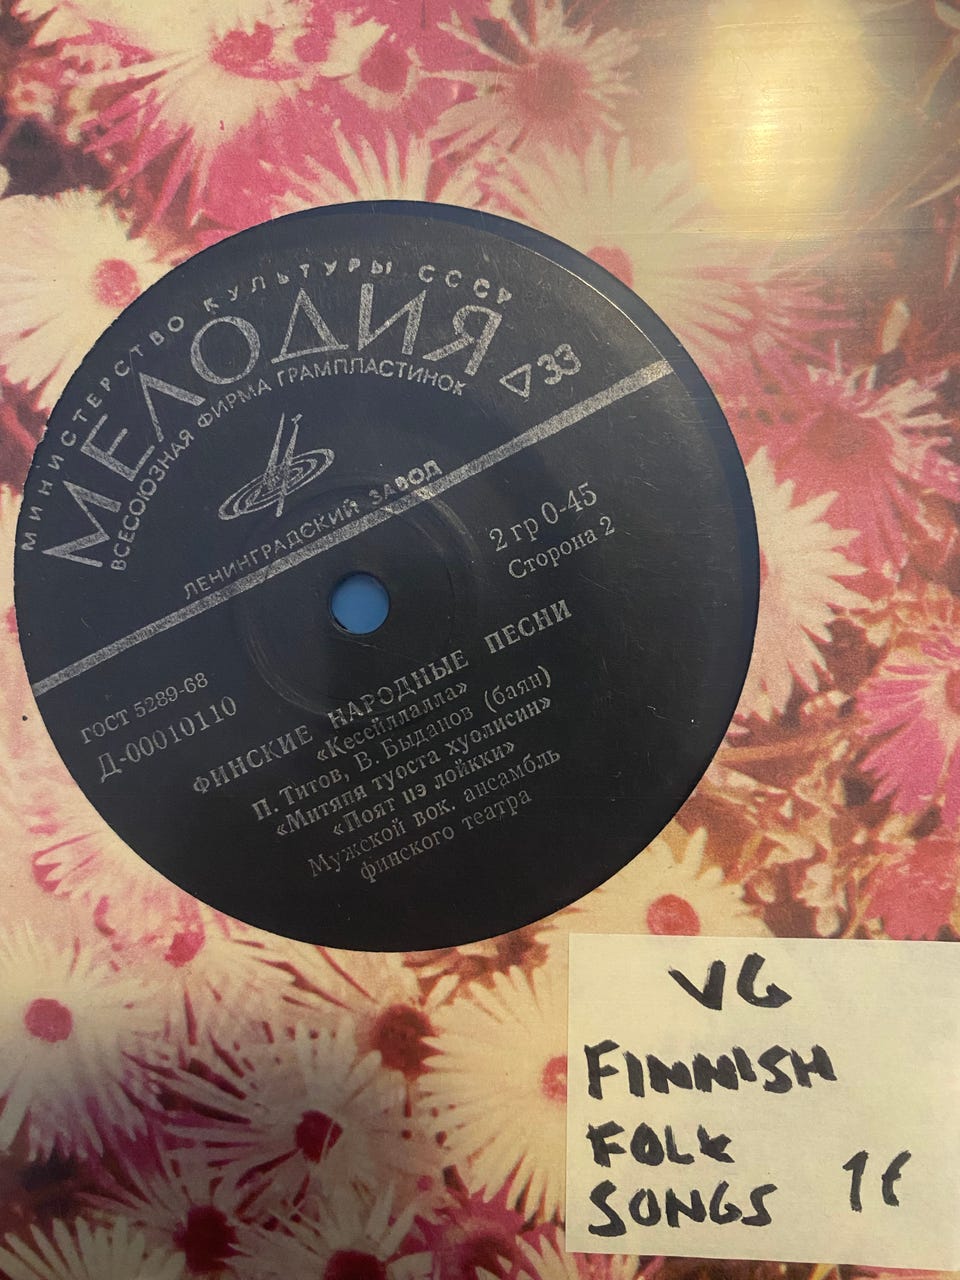 МИНИСТЕРСТВО КУЛЬТУРЫ СССР
МЕЛОДИЯ
ВСЕСОЮЗНАЯ ФИРМА ГРАМПЛАСТИНОК
▽33
ЛЕНИНГРАДСКИЙ ЗАВОД
2 гр 0-45
Сторона 2
ГОСТ 5289-68
Д-00010110
ФИНСКИЕ НАРОДНЫЕ ПЕСНИ
«Кесейллалла»
П. Титов, В. Быданов (баян)
«Митяпя туоста хуолисин»
«Поят пэ лойкки»
Мужской вок. ансамбль
финского театра
VG
FINNISH
FOLK
SONGS 1€